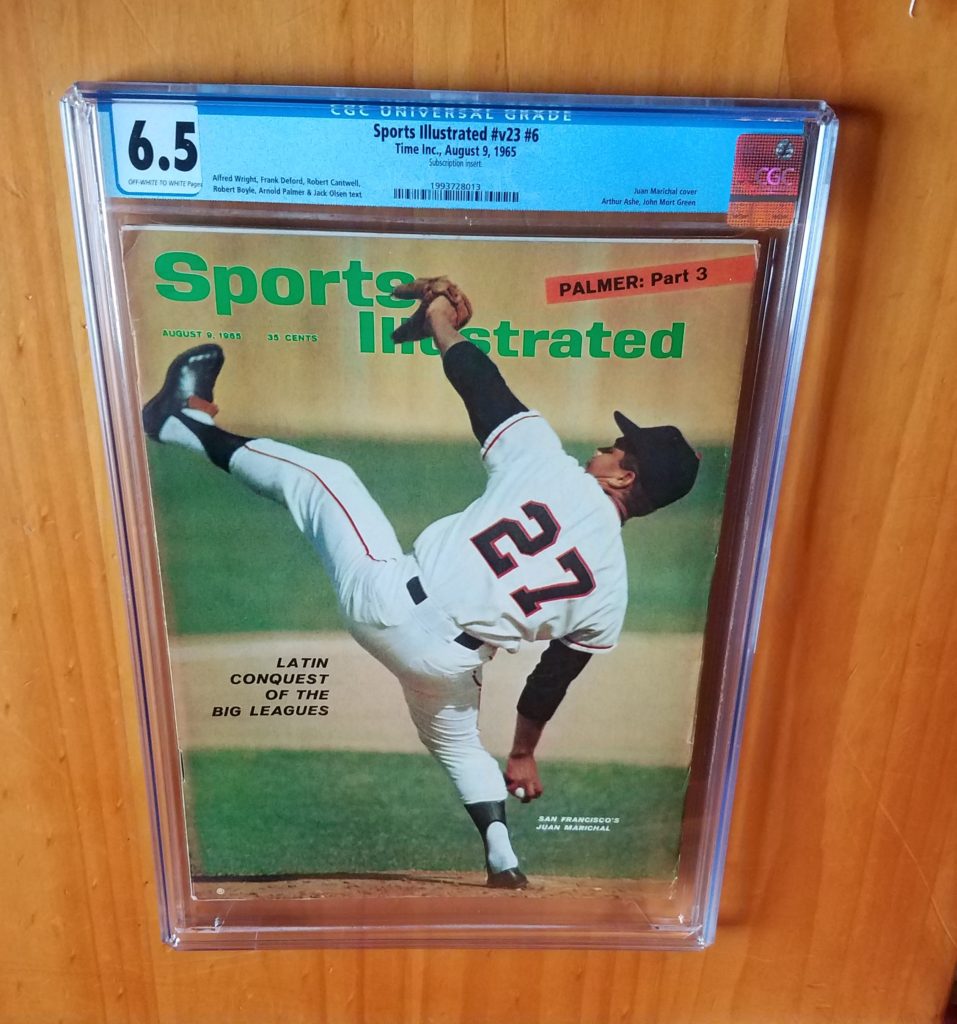 CGC UNIVERSAL GRADE
6.5
OFF-WHITE TO WHITE Pages
Sports Illustrated #v23 #6
Time Inc., August 9, 1965
Subscription insert.
Alfred Wright, Frank Deford, Robert Cantwell,
Robert Boyle, Arnold Palmer & Jack Olsen text
1993728013
Juan Marichal cover
Arthur Ashe, John Mort Green
CGC
Sports
Illustrated
PALMER: Part 3
AUGUST 9, 1965 35 CENTS
27
LATIN
CONQUEST
OF THE
BIG LEAGUES
SAN FRANCISCO'S
JUAN MARICHAL
®